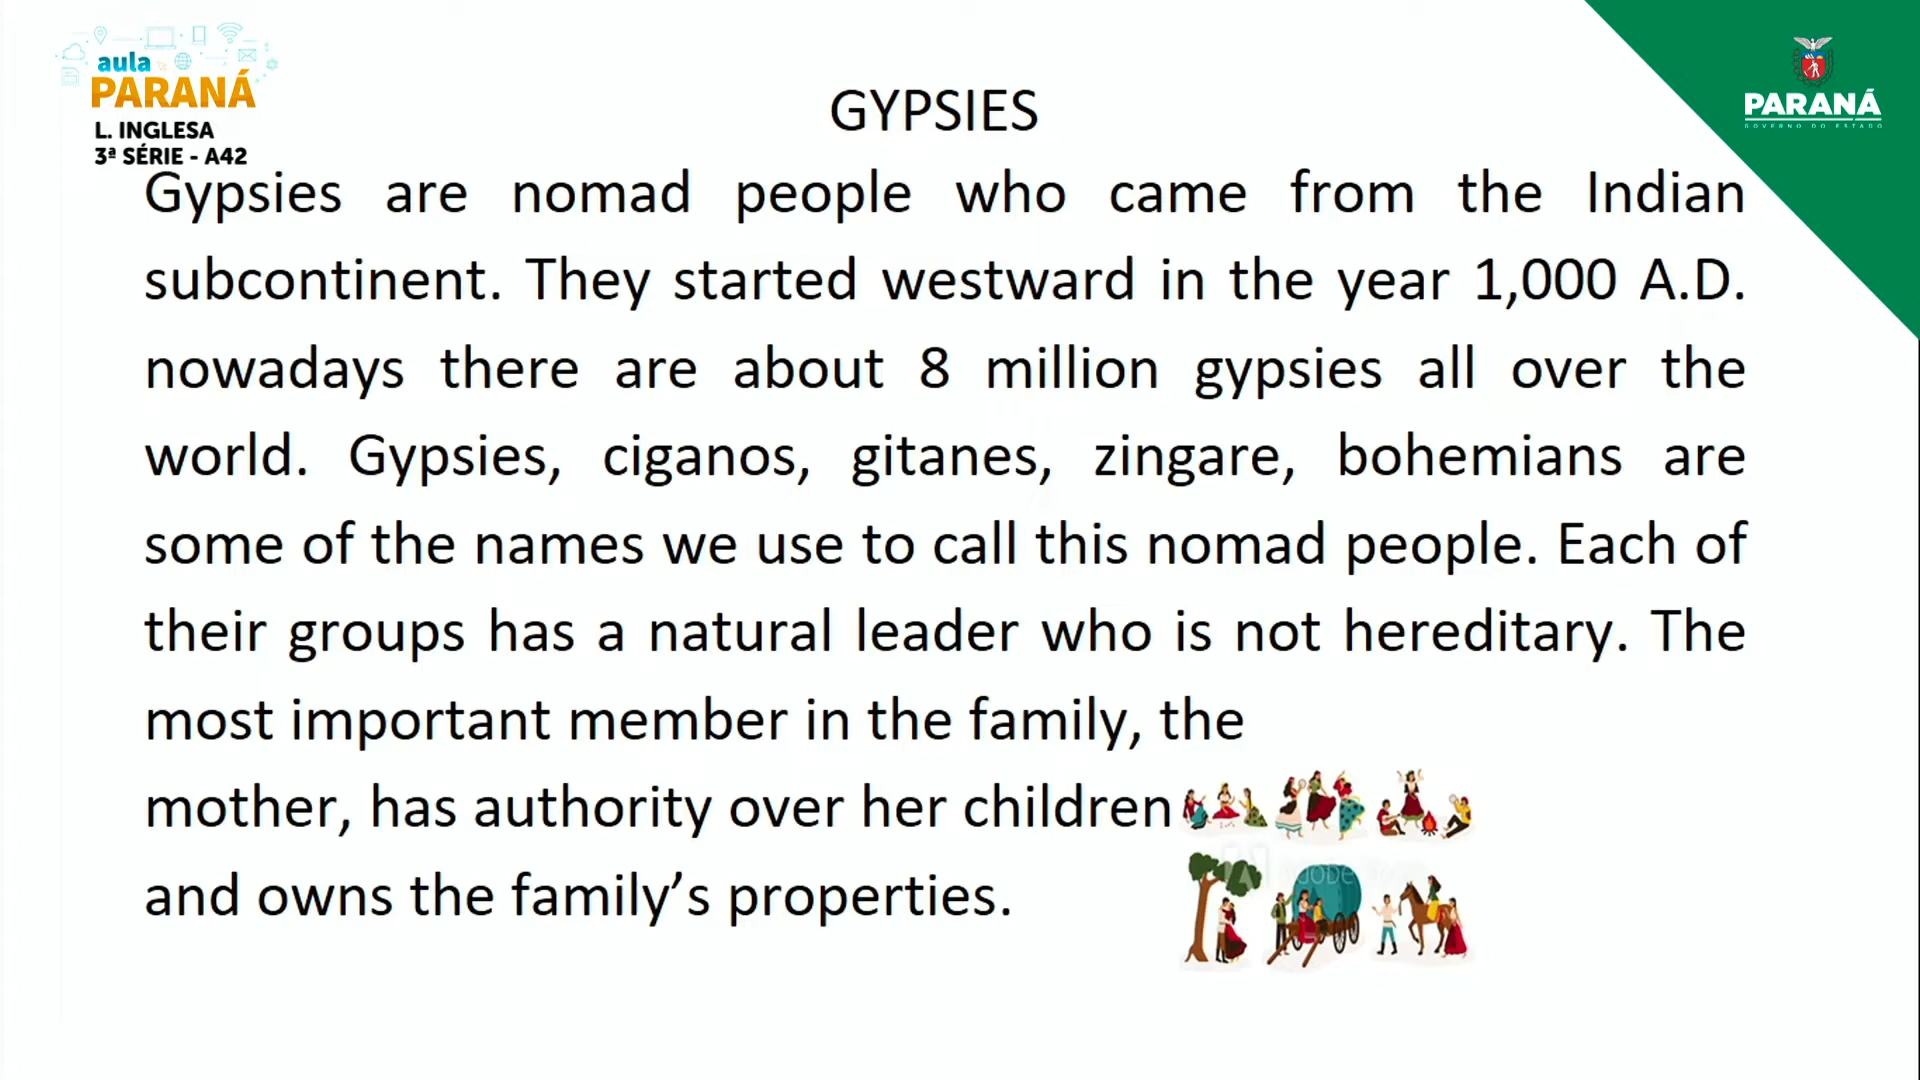 aula
PARANÁ
L. INGLESA
3ª SÉRIE - A42
PARANÁ
GOVERNO DO ESTADO
GYPSIES
Gypsies are nomad people who came from the Indian
subcontinent. They started westward in the year 1,000 A.D.
nowadays there are about 8 million gypsies all over the
world. Gypsies, ciganos, gitanes, zingare, bohemians are
some of the names we use to call this nomad people. Each of
their groups has a natural leader who is not hereditary. The
most important member in the family, the
mother, has authority over her children
and owns the family’s properties.